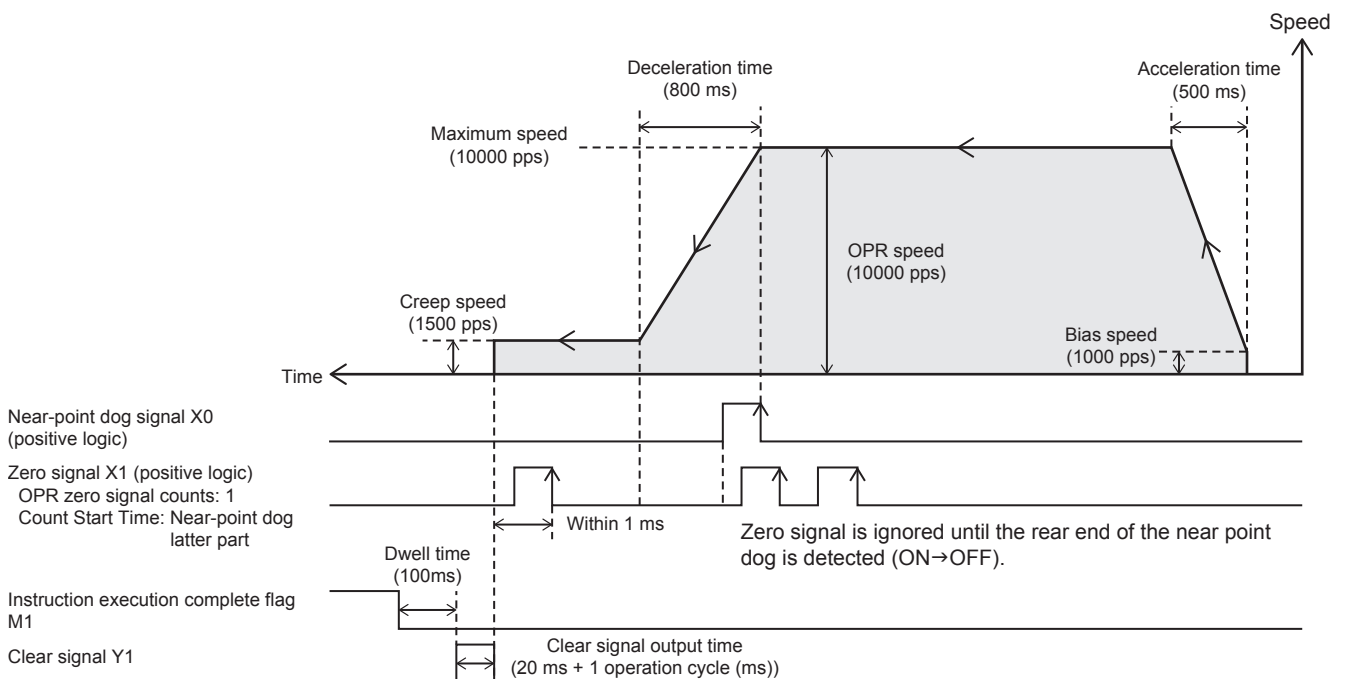 Speed
Deceleration time
(800 ms)
Acceleration time
(500 ms)
Maximum speed
(10000 pps)
OPR speed
(10000 pps)
Creep speed
(1500 pps)
Bias speed
(1000 pps)
Time
Near-point dog signal X0
(positive logic)
Zero signal X1 (positive logic)
OPR zero signal counts: 1
Count Start Time: Near-point dog
latter part
Within 1 ms
Zero signal is ignored until the rear end of the near point
dog is detected (ON→OFF).
Dwell time
(100ms)
Instruction execution complete flag
M1
Clear signal Y1
Clear signal output time
(20 ms + 1 operation cycle (ms))